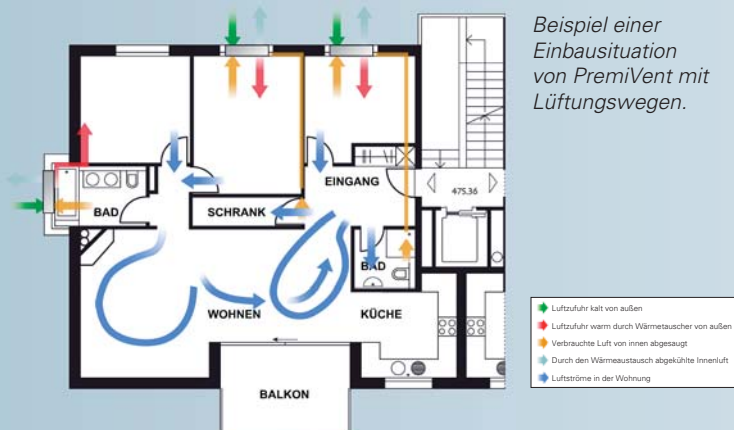 Beispiel einer
Einbausituation
von PremiVent mit
Lüftungswegen.
EINGANG
475.36
BAD
SCHRANK
BAD
WOHNEN
KÜCHE
BALKON
Luftzufuhr kalt von außen
Luftzufuhr warm durch Wärmetauscher von außen
Verbrauchte Luft von innen abgesaugt
Durch den Wärmeaustausch abgekühlte Innenluft
Luftströme in der Wohnung